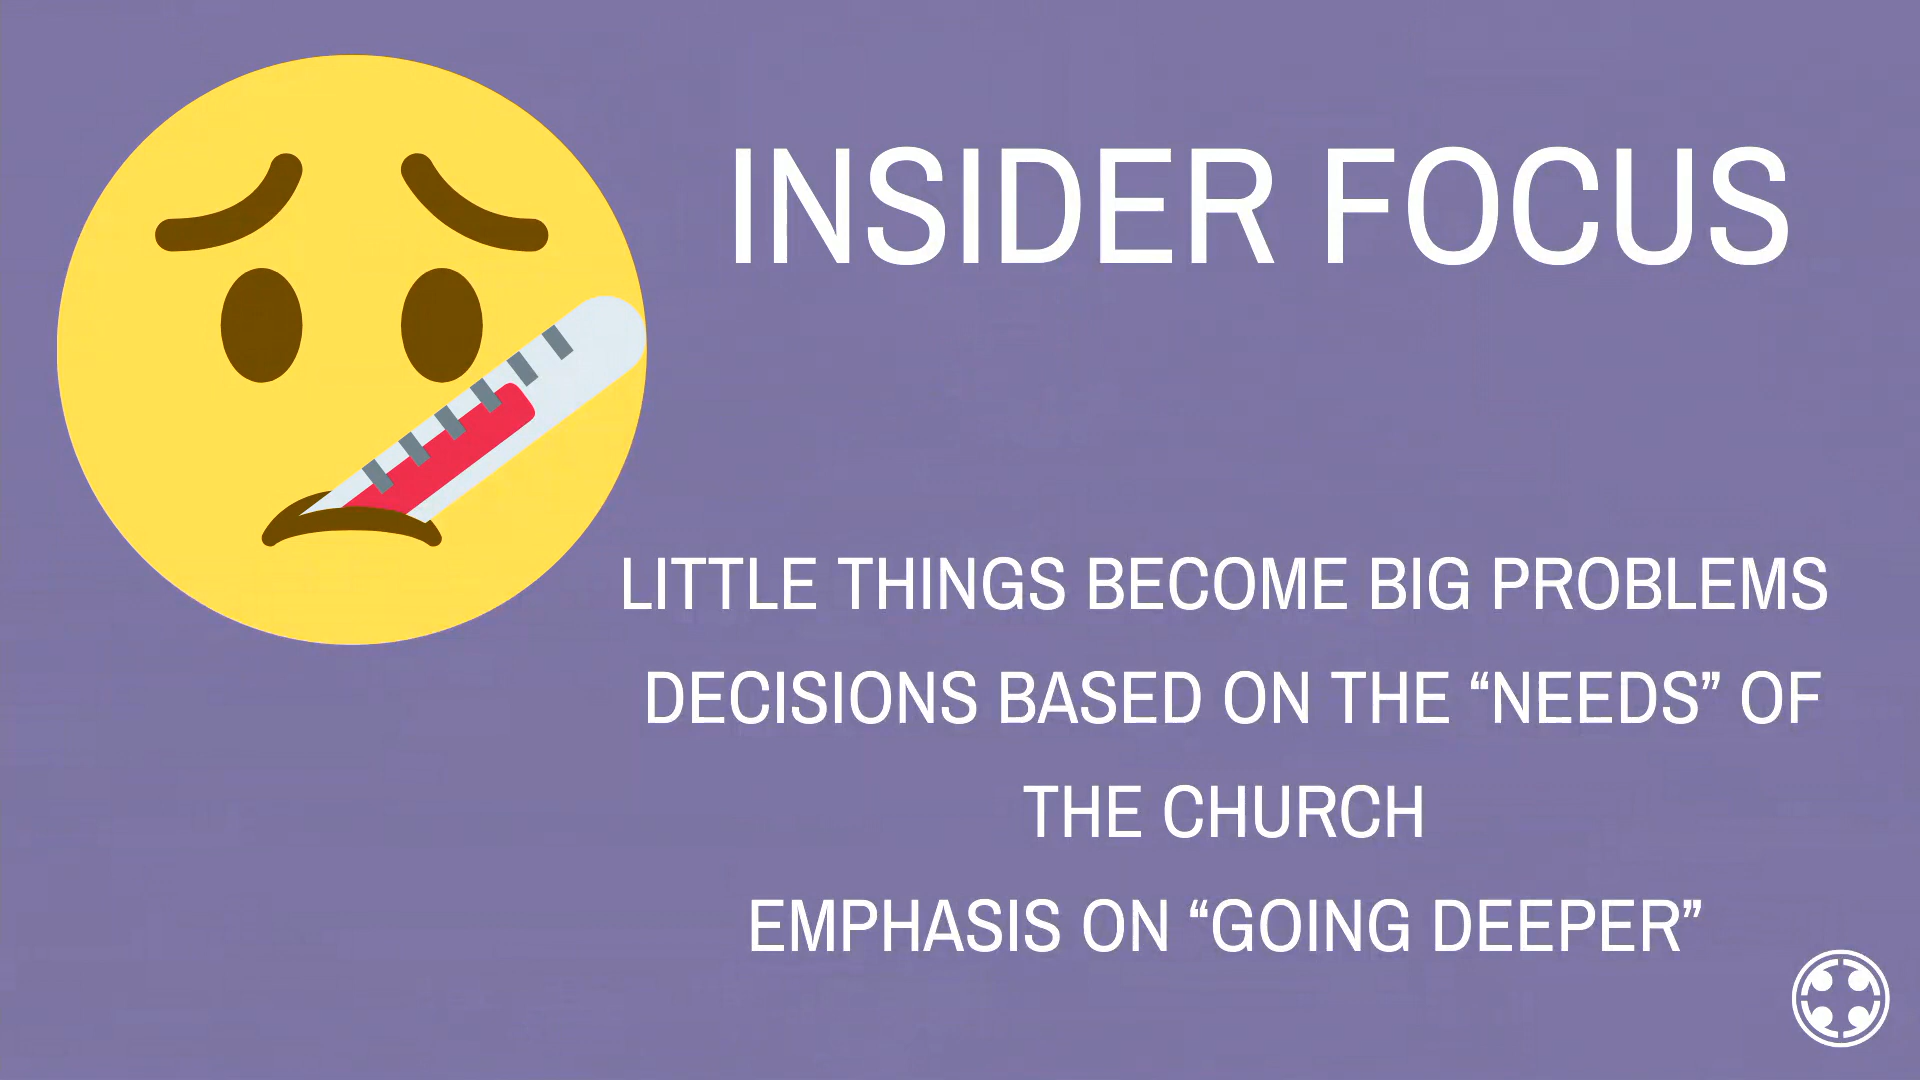 INSIDER FOCUS
LITTLE THINGS BECOME BIG PROBLEMS
DECISIONS BASED ON THE “NEEDS” OF
THE CHURCH
EMPHASIS ON “GOING DEEPER”